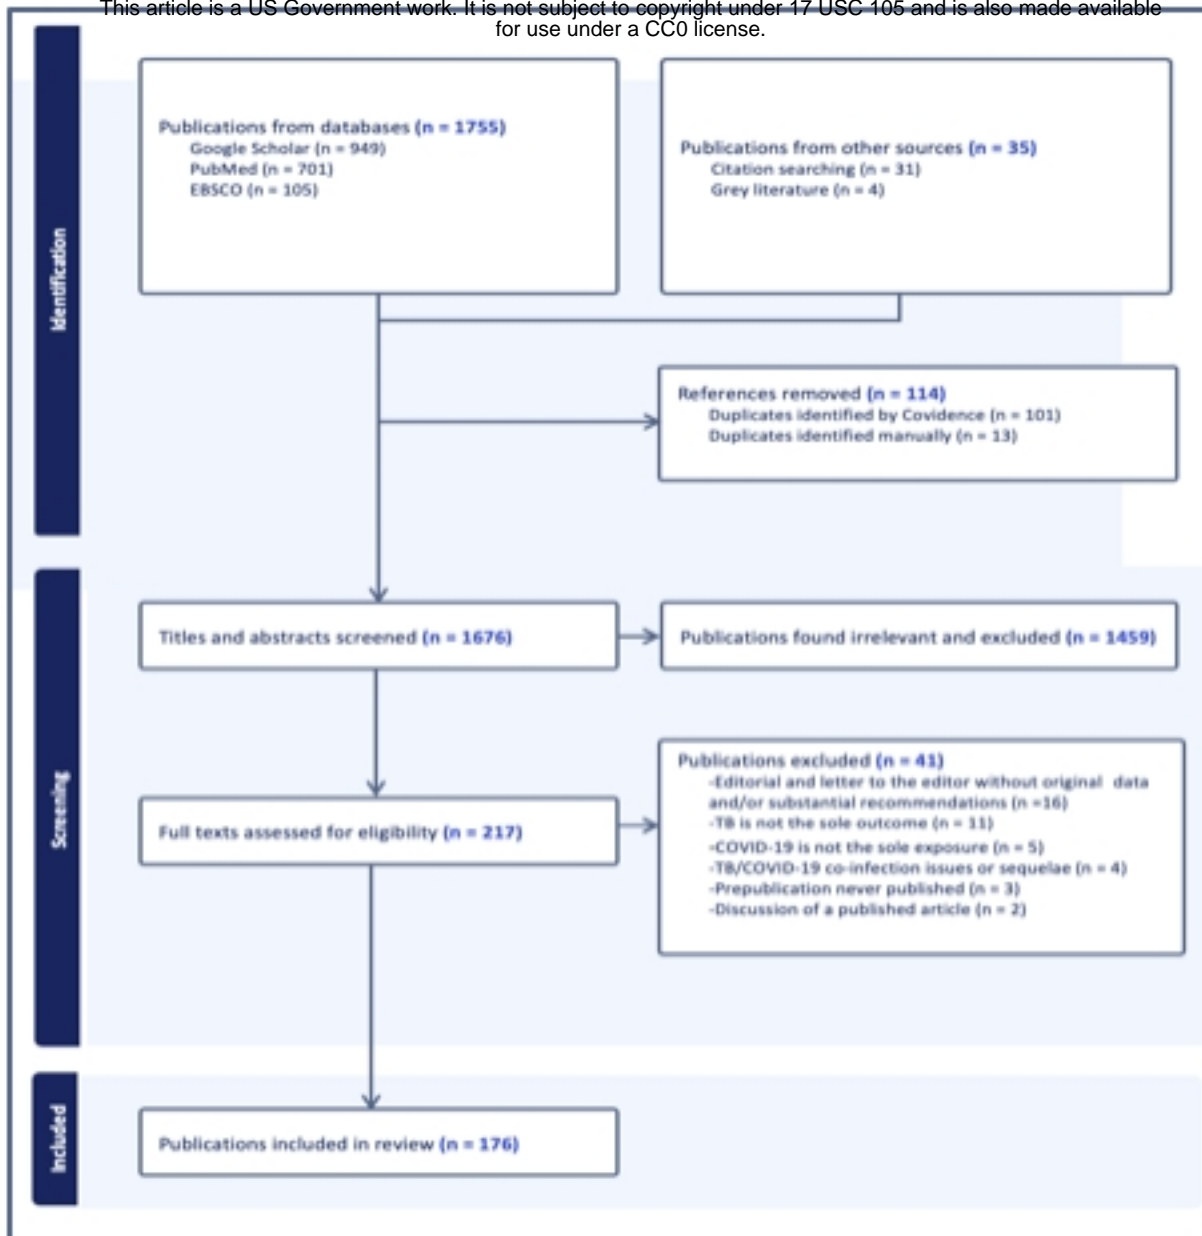 This article is a US Government work. It is not subject to copyright under 17 USC 105 and is also made available
for use under a CC0 license.
Identification
Publications from databases (n = 1755)
Google Scholar (n = 949)
PubMed (n = 701)
EBSCO (n = 105)
Publications from other sources (n = 35)
Citation searching (n = 31)
Grey literature (n = 4)
References removed (n = 114)
Duplicates identified by Covidence (n = 101)
Duplicates identified manually (n = 13)
Screening
Titles and abstracts screened (n = 1676)
Publications found irrelevant and excluded (n = 1459)
Full texts assessed for eligibility (n = 217)
Publications excluded (n = 41)
-Editorial and letter to the editor without original data
and/or substantial recommendations (n =16)
-TB is not the sole outcome (n = 11)
-COVID-19 is not the sole exposure (n = 5)
-TB/COVID-19 co-infection issues or sequelae (n = 4)
-Prepublication never published (n = 3)
-Discussion of a published article (n = 2)
Included
Publications included in review (n = 176)